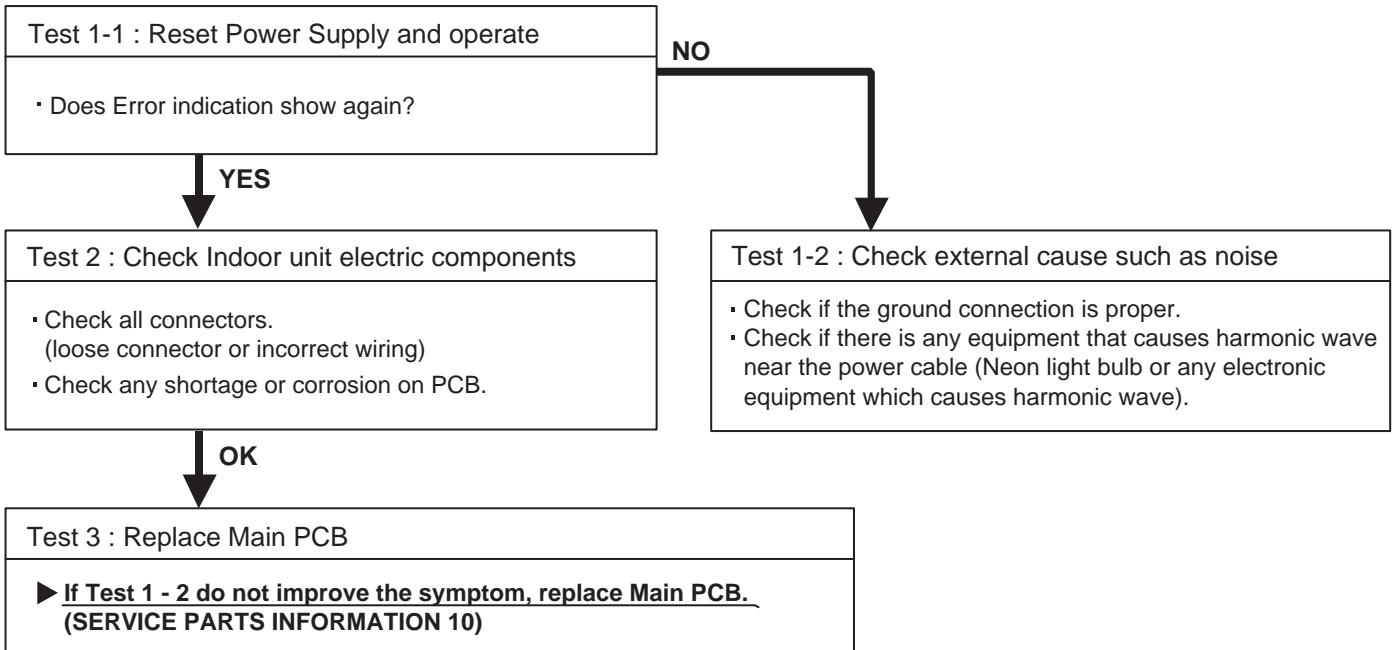 Test 1-1 : Reset Power Supply and operate
NO
· Does Error indication show again?
YES
Test 2 : Check Indoor unit electric components
· Check all connectors.
(loose connector or incorrect wiring)
· Check any shortage or corrosion on PCB.
Test 1-2 : Check external cause such as noise
· Check if the ground connection is proper.
· Check if there is any equipment that causes harmonic wave
near the power cable (Neon light bulb or any electronic
equipment which causes harmonic wave).
OK
Test 3 : Replace Main PCB
▶ If Test 1 - 2 do not improve the symptom, replace Main PCB.
(SERVICE PARTS INFORMATION 10)